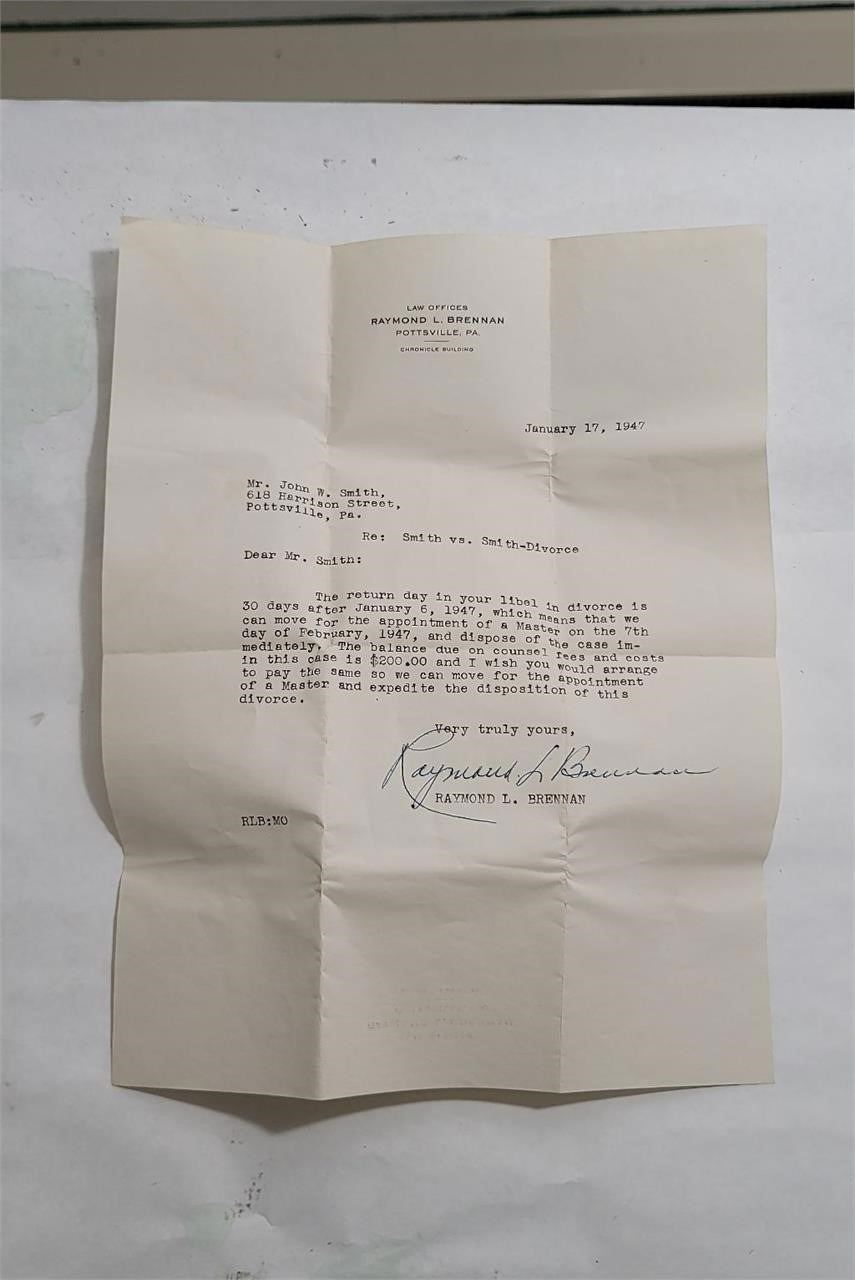 LAW OFFICES
RAYMOND L. BRENNAN
POTTSVILLE, PA.
CHRONICLE BUILDING
January 17, 1947
Mr. John W. Smith,
618 Harrison Street,
Pottsville, Pa.
Re: Smith vs. Smith-Divorce
Dear Mr. Smith:
The return day in your libel in divorce is
30 days after January 6, 1947, which means that we
can move for the appointment of a Master on the 7th
day of February, 1947, and dispose of the case im-
mediately. The balance due on counsel fees and costs
in this case is $200.00 and I wish you would arrange
to pay the same so we can move for the appointment
of a Master and expedite the disposition of this
divorce.
Very truly yours,
Raymond L Brennan
RAYMOND L. BRENNAN
RLB:MO